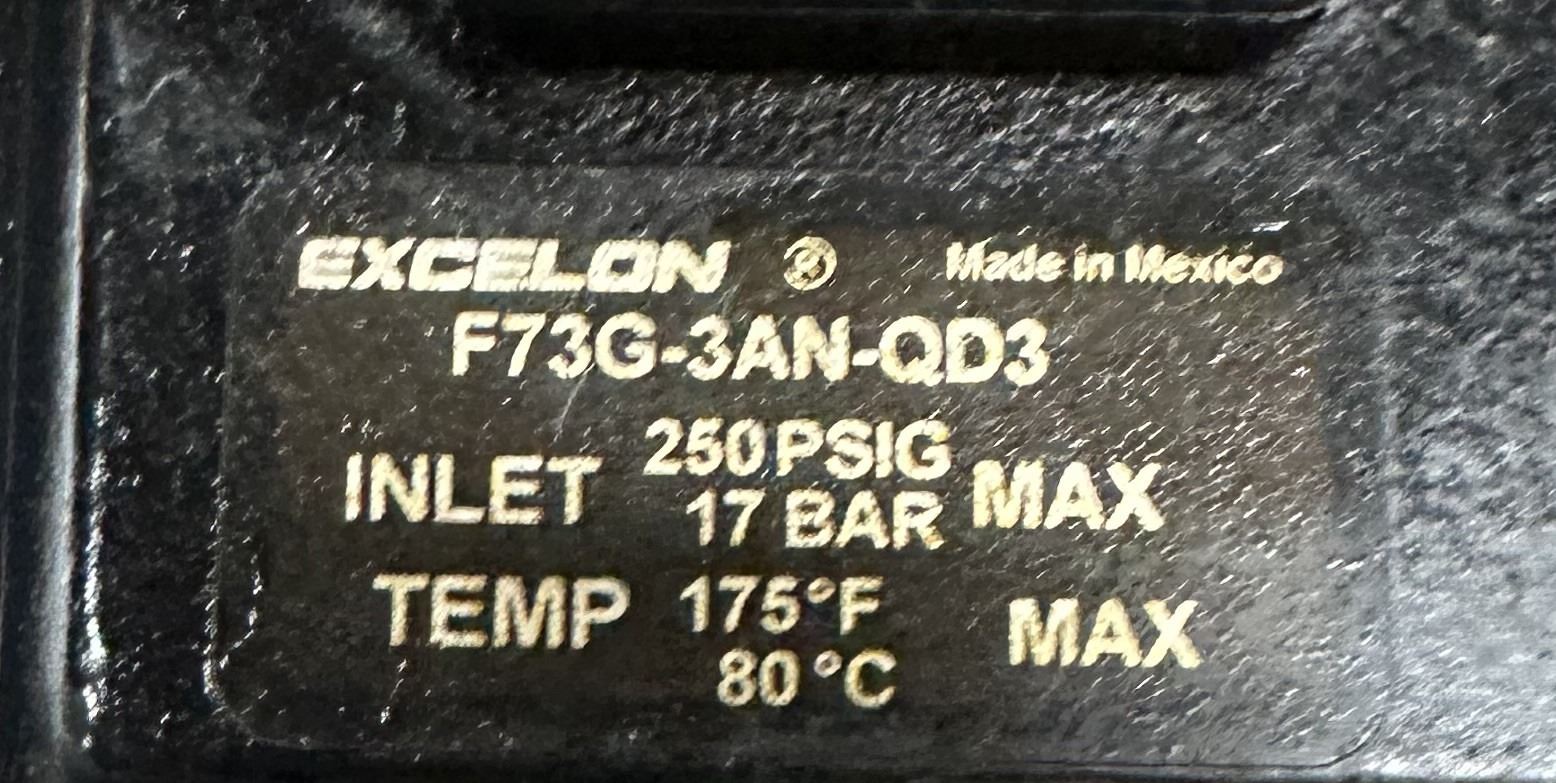 EXCELON ® Made in Mexico
F73G-3AN-QD3
INLET 250 PSIG 17 BAR MAX
TEMP 175°F 80°C MAX